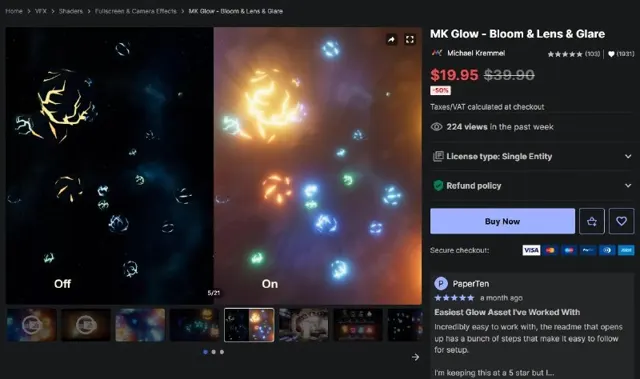 Home > VFX > Shaders > Fullscreen & Camera Effects > MK Glow - Bloom & Lens & Glare
MK Glow - Bloom & Lens & Glare
Michael Kremmel
(103)
(1931)
$19.95 $39.90
-50%
Taxes/VAT calculated at checkout
224 views in the past week
License type: Single Entity
Refund policy
Buy Now
Secure checkout:
VISA
PayPal
Off
On
5/21
P
PaperTen
a month ago
Easiest Glow Asset I've Worked With
Incredibly easy to work with, the readme that opens
up has a bunch of steps that make it easy to follow
for setup.
I'm keeping this at a 5 star but I...